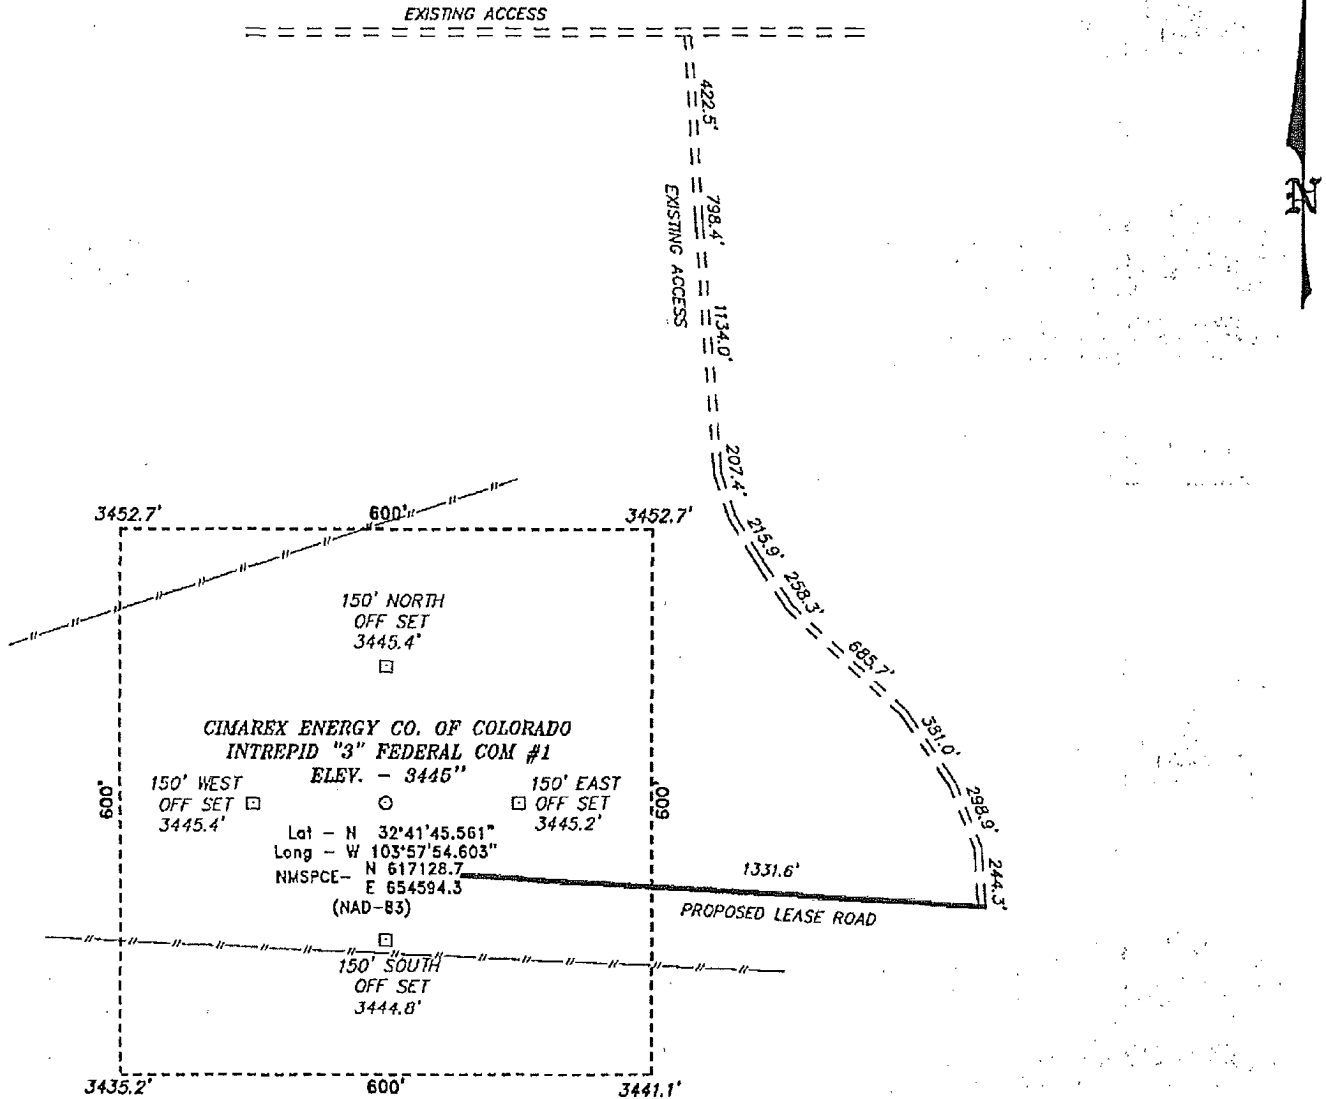 EXISTING ACCESS
422.5'
N
798.4'
EXISTING ACCESS
1134.0'
207.4'
3452.7'
600'
3452.7'
215.9'
258.3'
150' NORTH
OFF SET
3445.4'
685.7'
CIMAREX ENERGY CO. OF COLORADO
INTREPID "3" FEDERAL COM #1
ELEV. - 3445"
381.0'
150' WEST
OFF SET
3445.4'
150' EAST
OFF SET
3445.2'
600'
600'
298.9'
Lat - N 32°41'45.561"
Long - W 103°57'54.603"
NMSPCE- N 617128.7
E 654594.3
(NAD-83)
1331.6'
244.3'
PROPOSED LEASE ROAD
150' SOUTH
OFF SET
3444.8'
3435.2'
600'
3441.1'